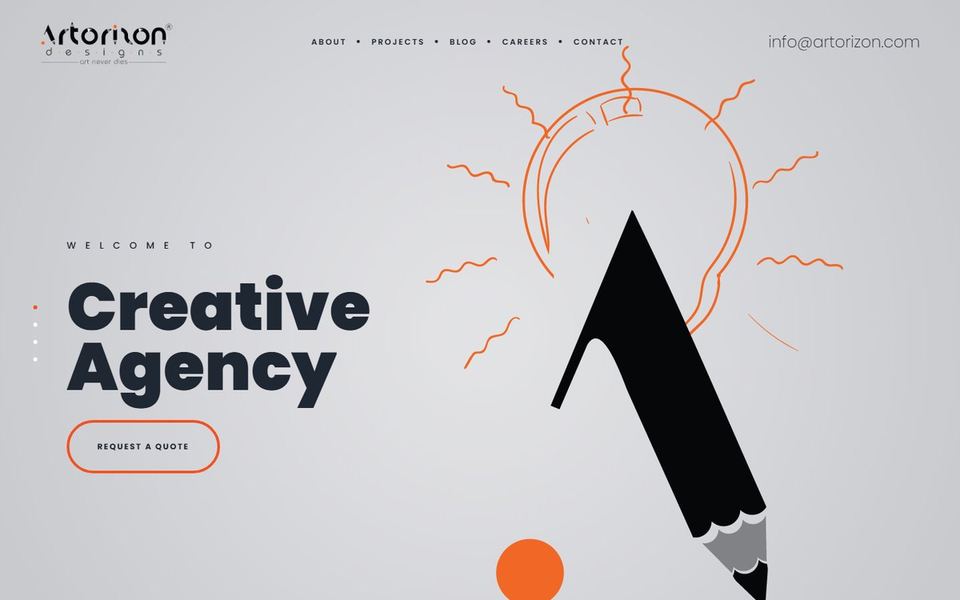 Artorizon®
designs
art never dies
ABOUT • PROJECTS • BLOG • CAREERS • CONTACT
info@artorizon.com
WELCOME TO
Creative
Agency
REQUEST A QUOTE